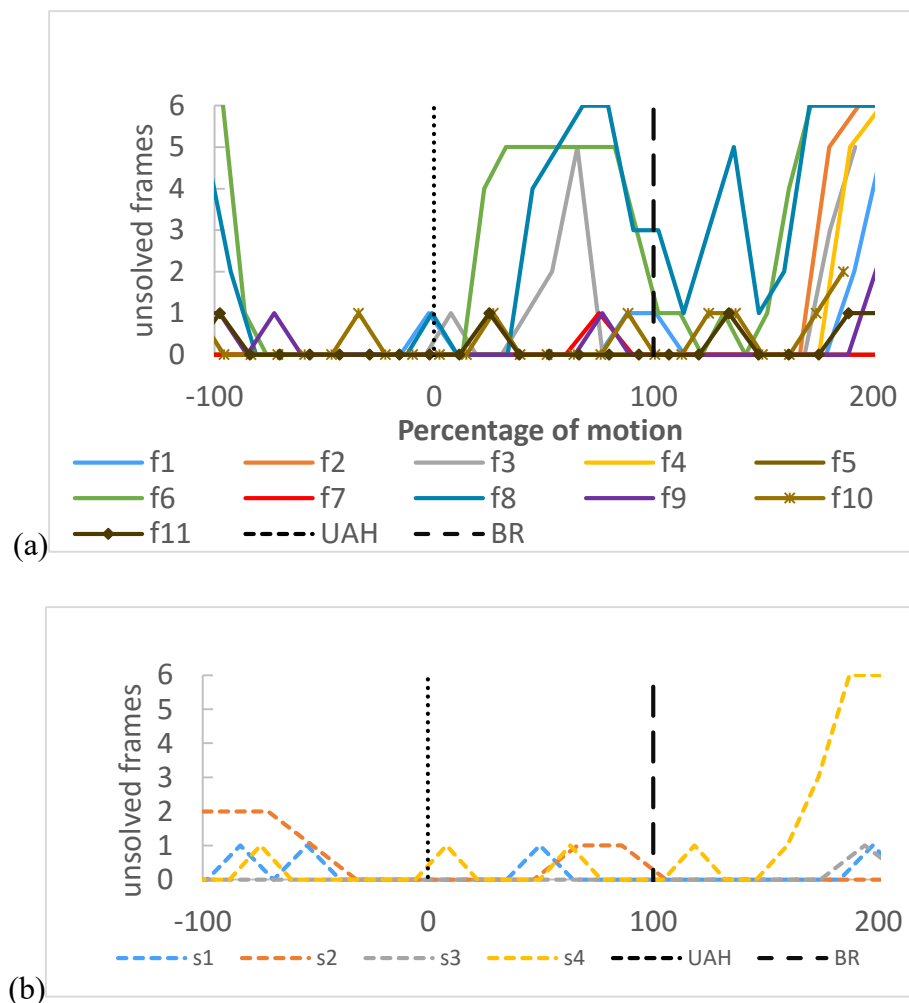 6
5
4
3
2
1
0
unsolved frames
-100 0 100 200
Percentage of motion
f1 f2 f3 f4 f5
f6 f7 f8 f9 f10
f11 UAH BR
(a)
6
5
4
3
2
1
0
unsolved frames
-100 0 100 200
s1 s2 s3 s4 UAH BR
(b)